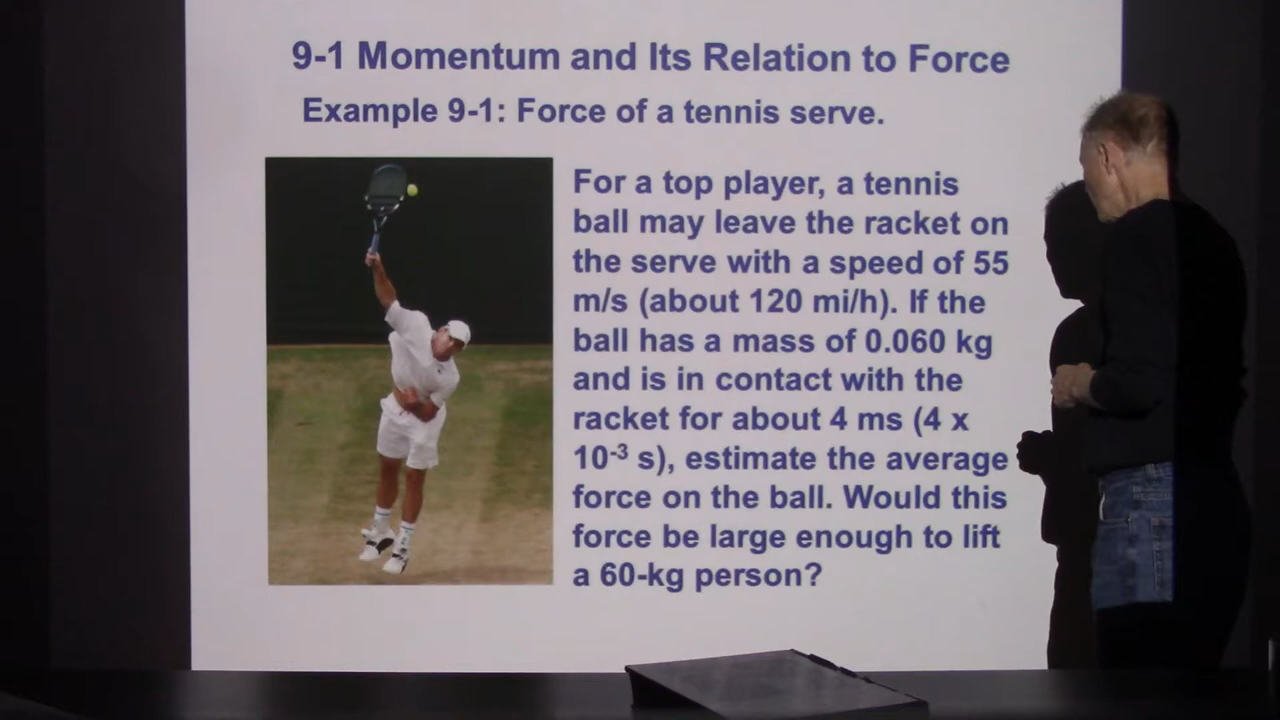 9-1 Momentum and Its Relation to Force
Example 9-1: Force of a tennis serve.
For a top player, a tennis
ball may leave the racket on
the serve with a speed of 55
m/s (about 120 mi/h). If the
ball has a mass of 0.060 kg
and is in contact with the
racket for about 4 ms (4 x
10⁻³ s), estimate the average
force on the ball. Would this
force be large enough to lift
a 60-kg person?